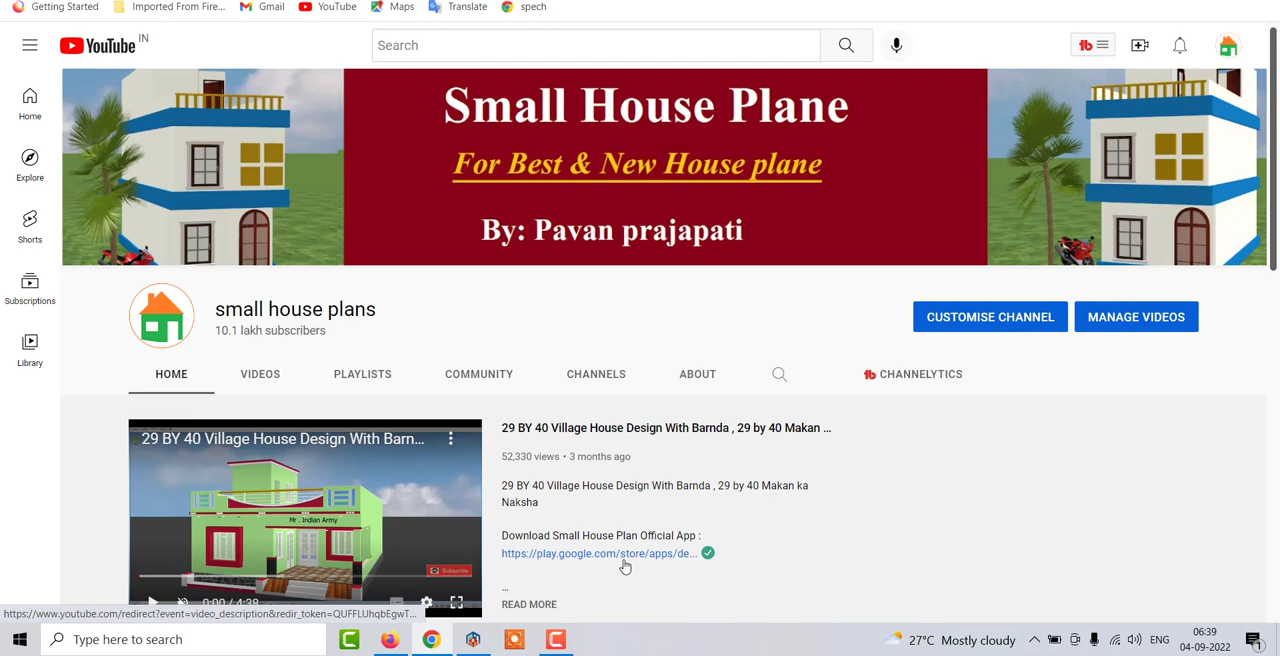 Getting Started
Imported From Fire...
Gmail
YouTube
Maps
Translate
spech
YouTube IN
Search
Home
Explore
Shorts
Subscriptions
Library
Small House Plane
For Best & New House plane
By: Pavan prajapati
small house plans
10.1 lakh subscribers
CUSTOMISE CHANNEL
MANAGE VIDEOS
HOME
VIDEOS
PLAYLISTS
COMMUNITY
CHANNELS
ABOUT
CHANNELYTICS
29 BY 40 Village House Design With Barn...
Mr . Indian Army
Subscribe
0:00 / 4:38
29 BY 40 Village House Design With Barnda , 29 by 40 Makan ...
52,330 views • 3 months ago
29 BY 40 Village House Design With Barnda , 29 by 40 Makan ka
Naksha
Download Small House Plan Official App :
https://play.google.com/store/apps/de...
...
READ MORE
https://www.youtube.com/redirect?event=video_description&redir_token=QUFFLUhqbEgwT...
Type here to search
27°C Mostly cloudy
ENG
06:39
04-09-2022
1